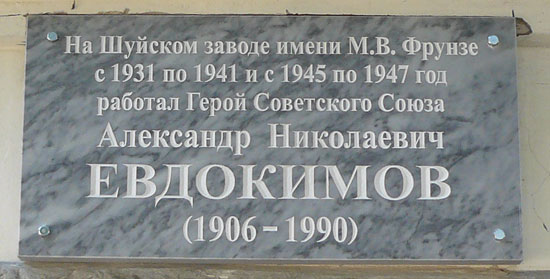 На Шуйском заводе имени М.В. Фрунзе
с 1931 по 1941 и с 1945 по 1947 год
работал Герой Советского Союза
Александр Николаевич
ЕВДОКИМОВ
(1906 – 1990)